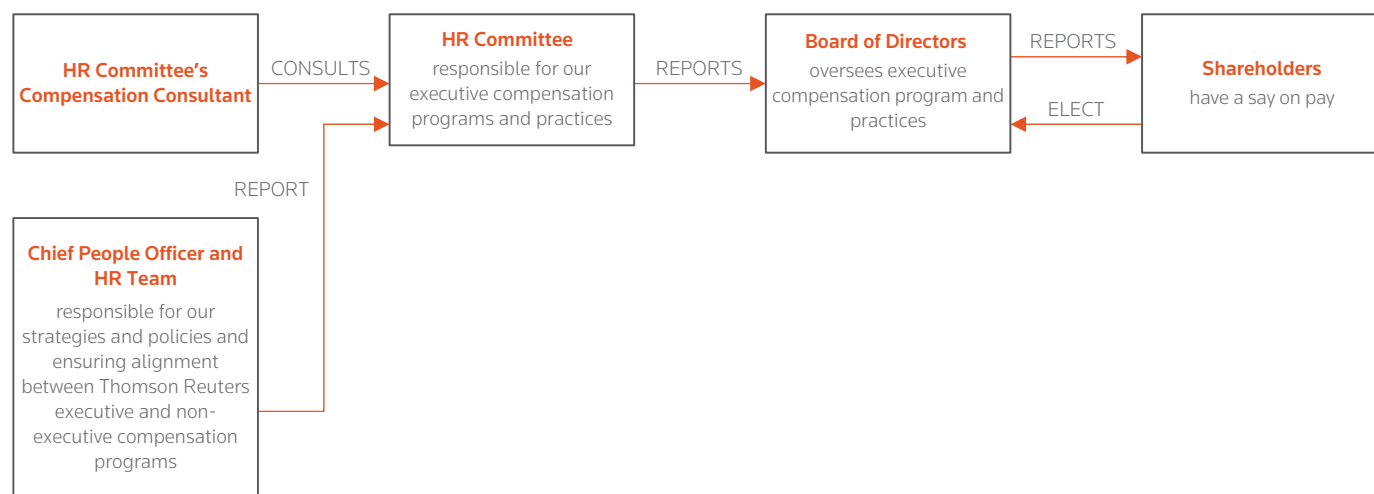 HR Committee’s
Compensation Consultant
CONSULTS
HR Committee
responsible for our
executive compensation
programs and practices
REPORTS
Board of Directors
oversees executive
compensation program and
practices
REPORTS
ELECT
Shareholders
have a say on pay
REPORT
Chief People Officer and
HR Team
responsible for our
strategies and policies and
ensuring alignment
between Thomson Reuters
executive and non-
executive compensation
programs